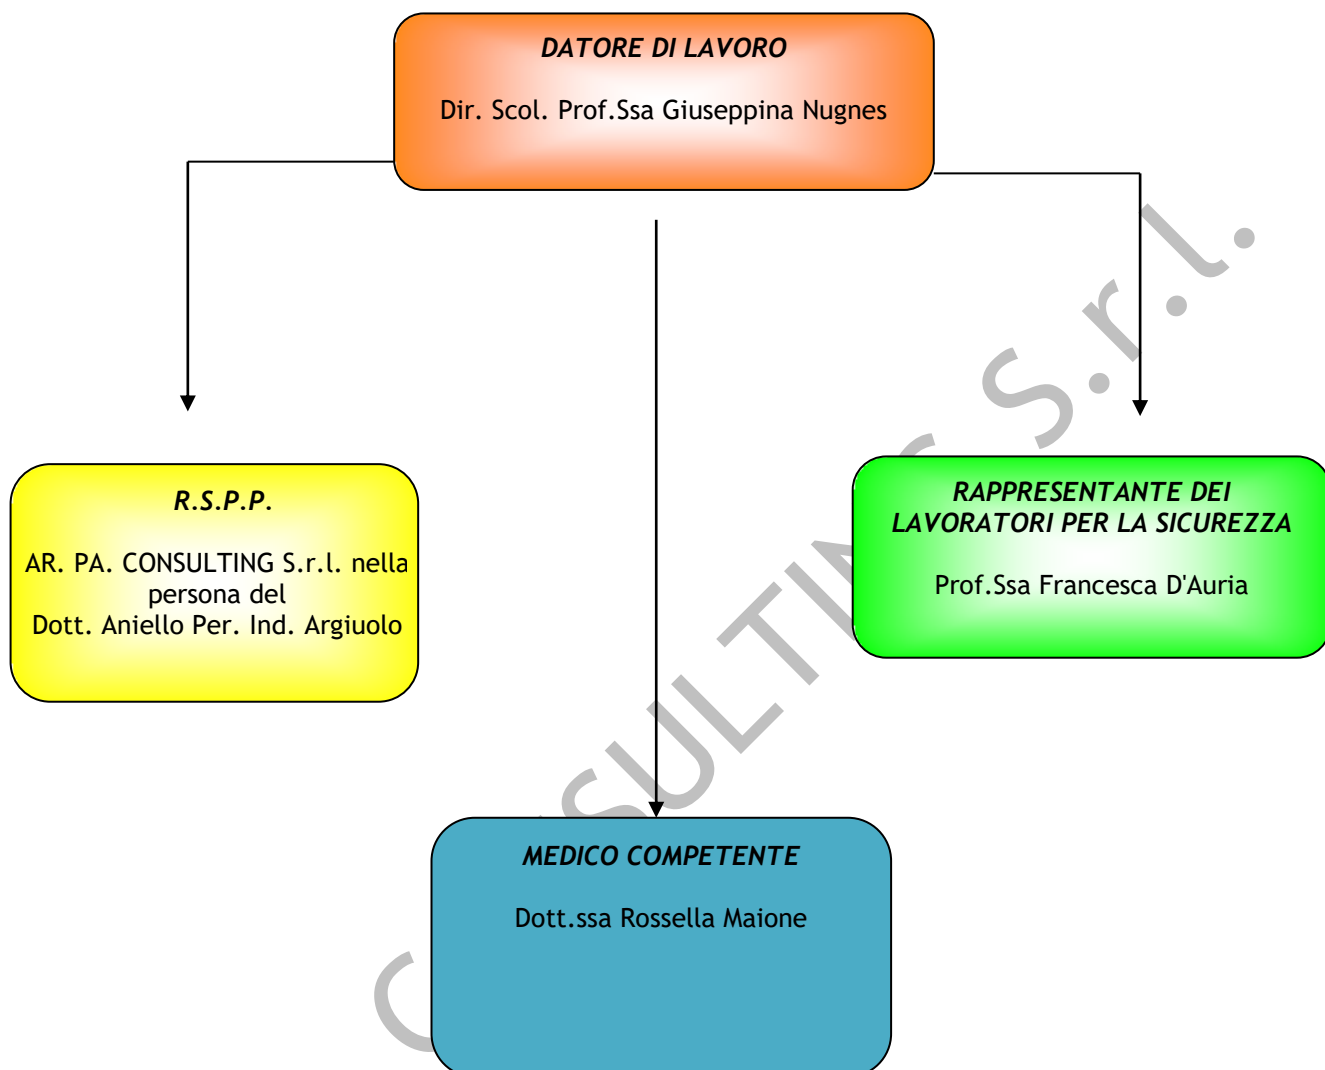 DATORE DI LAVORO
Dir. Scol. Prof.Ssa Giuseppina Nugnes
R.S.P.P.
AR. PA. CONSULTING S.r.l. nella
persona del
Dott. Aniello Per. Ind. Argiuolo
RAPPRESENTANTE DEI
LAVORATORI PER LA SICUREZZA
Prof.Ssa Francesca D'Auria
MEDICO COMPETENTE
Dott.ssa Rossella Maione
S.r.l.